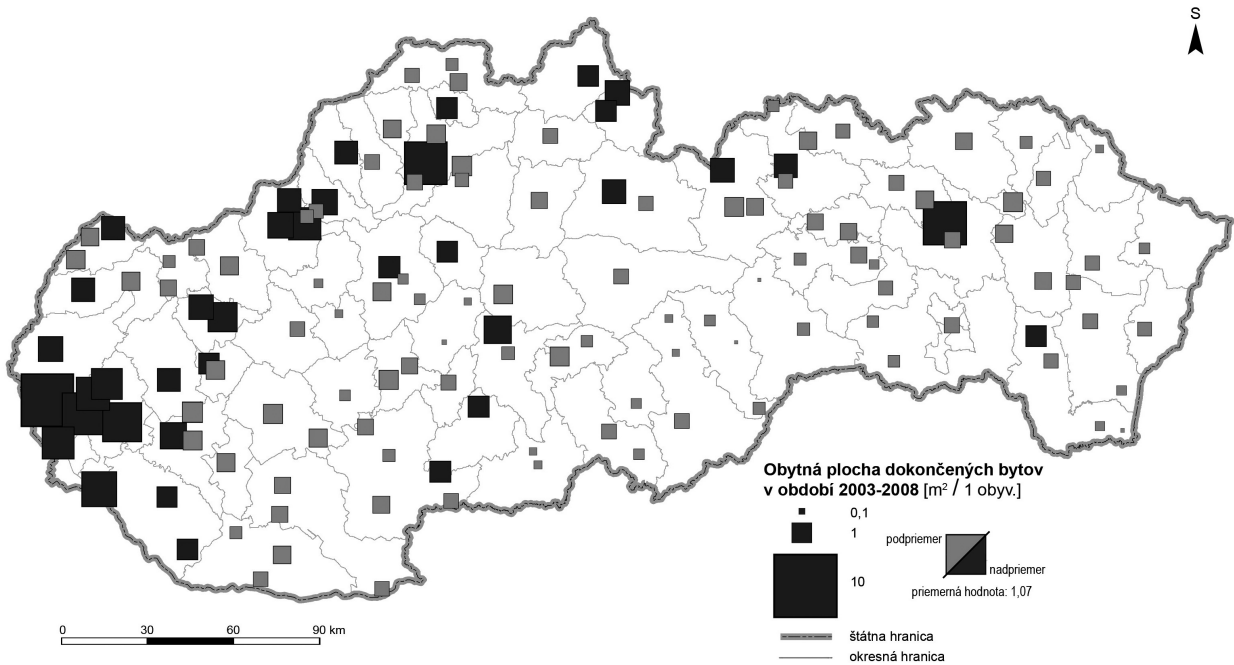 S
Obytná plocha dokončených bytov
v období 2003-2008 [m² / 1 obyv.]
0,1
1
10
podpriemer
nadpriemer
priemerná hodnota: 1,07
štátna hranica
okresná hranica
0 30 60 90 km